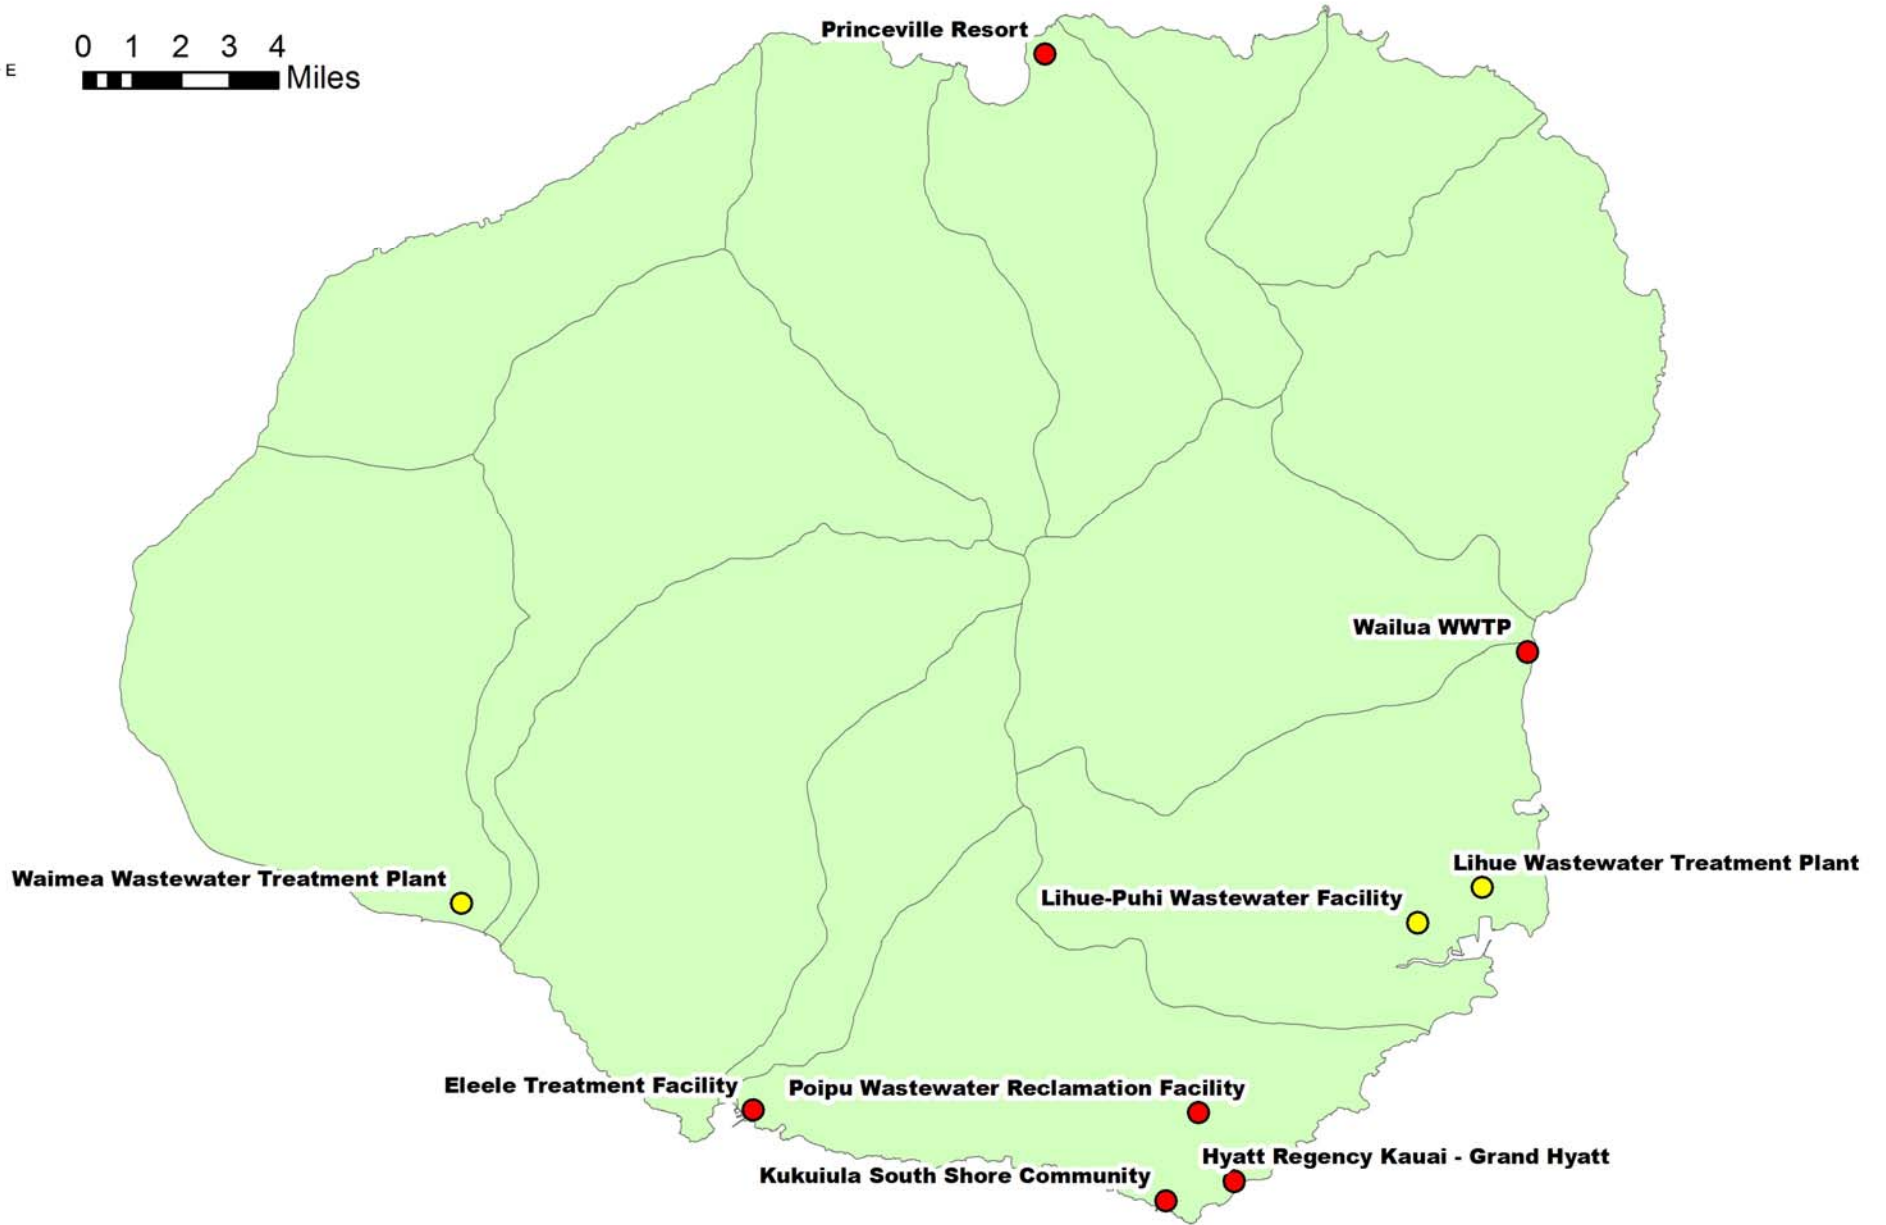 Princeville Resort
0 1 2 3 4
E
Miles
Wailua WWTP
Lihue Wastewater Treatment Plant
Waimea Wastewater Treatment Plant
Lihue-Puhi Wastewater Facility
Eleele Treatment Facility
Poipu Wastewater Reclamation Facility
Hyatt Regency Kauai - Grand Hyatt
Kukuiula South Shore Community